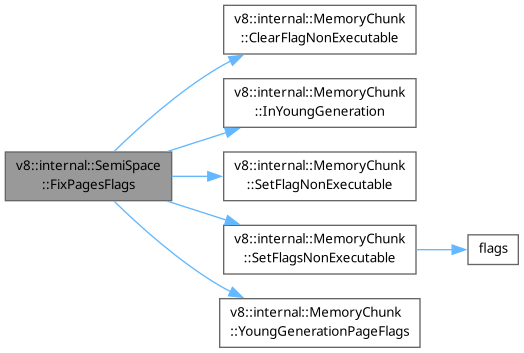 v8::internal::SemiSpace
::FixPagesFlags
v8::internal::MemoryChunk
::ClearFlagNonExecutable
v8::internal::MemoryChunk
::InYoungGeneration
v8::internal::MemoryChunk
::SetFlagNonExecutable
v8::internal::MemoryChunk
::SetFlagsNonExecutable
flags
v8::internal::MemoryChunk
::YoungGenerationPageFlags